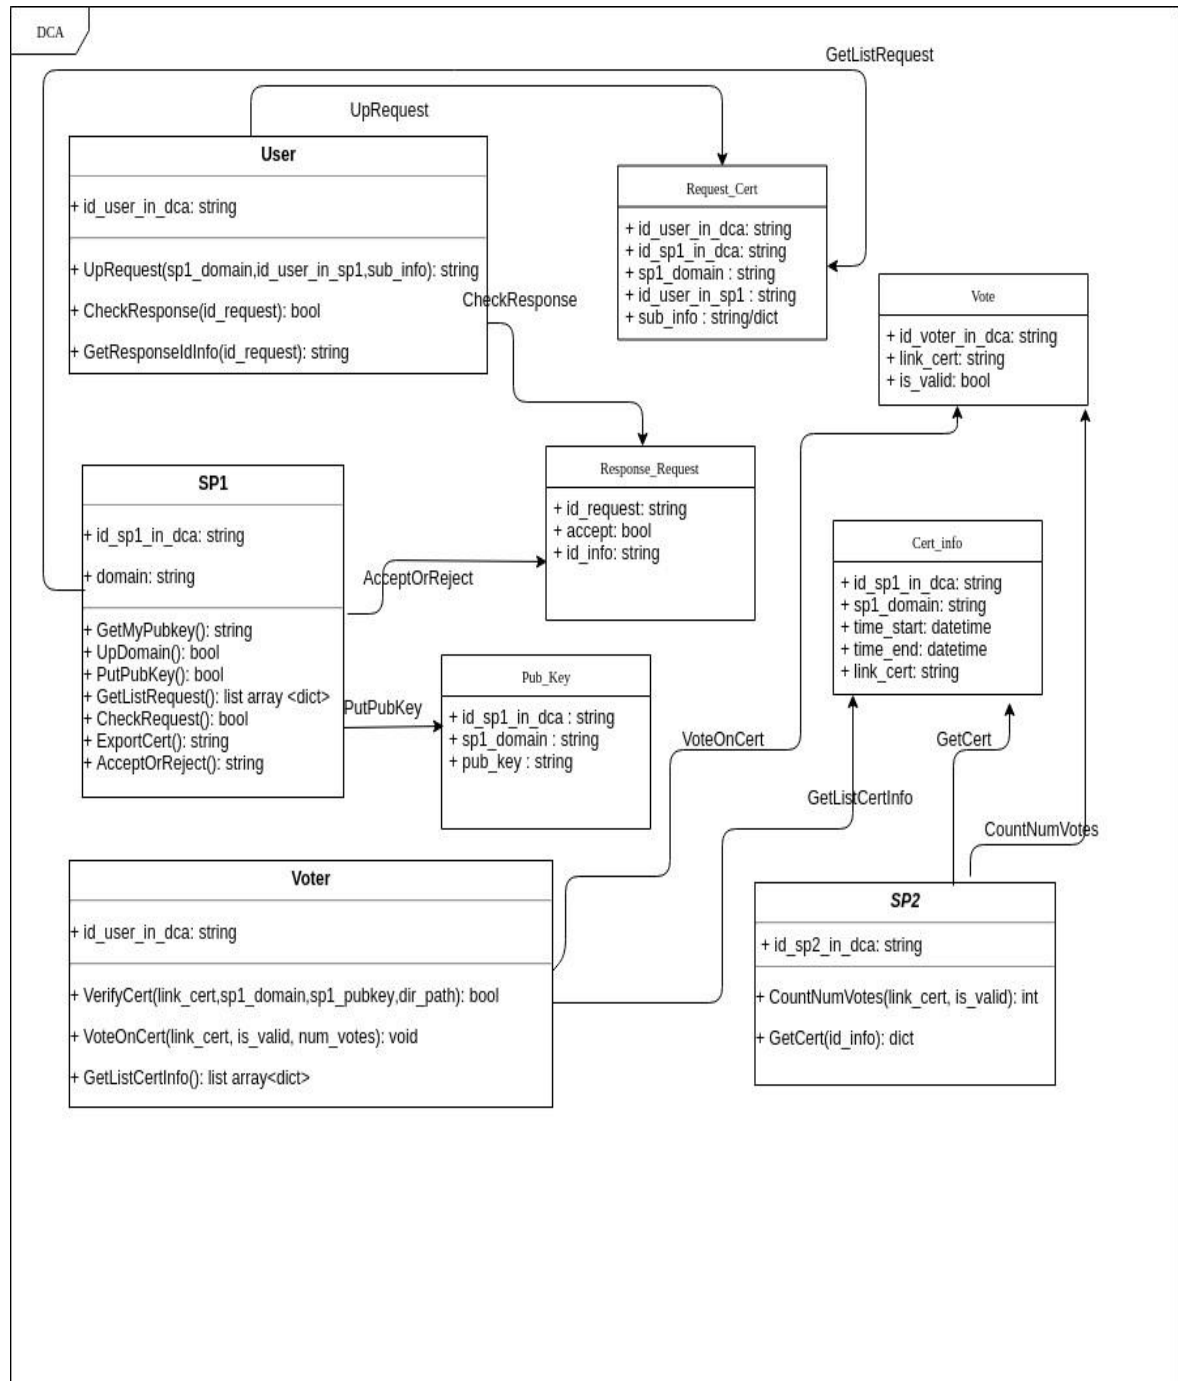 DCA
GetListRequest
UpRequest
User
+ id_user_in_dca: string
+ UpRequest(sp1_domain,id_user_in_sp1,sub_info): string
+ CheckResponse(id_request): bool
+ GetResponseIdInfo(id_request): string
Request_Cert
+ id_user_in_dca: string
+ id_sp1_in_dca: string
+ sp1_domain : string
+ id_user_in_sp1 : string
+ sub_info : string/dict
CheckResponse
Vote
+ id_voter_in_dca: string
+ link_cert: string
+ is_valid: bool
SP1
+ id_sp1_in_dca: string
+ domain: string
+ GetMyPubkey(): string
+ UpDomain(): bool
+ PutPubKey(): bool
+ GetListRequest(): list array <dict>
+ CheckRequest(): bool
+ ExportCert(): string
+ AcceptOrReject(): string
AcceptOrReject
Response_Request
+ id_request: string
+ accept: bool
+ id_info: string
Cert_info
+ id_sp1_in_dca: string
+ sp1_domain: string
+ time_start: datetime
+ time_end: datetime
+ link_cert: string
PutPubKey
Pub_Key
+ id_sp1_in_dca : string
+ sp1_domain : string
+ pub_key : string
VoteOnCert
GetCert
GetListCertInfo
CountNumVotes
Voter
+ id_user_in_dca: string
+ VerifyCert(link_cert,sp1_domain,sp1_pubkey,dir_path): bool
+ VoteOnCert(link_cert, is_valid, num_votes): void
+ GetListCertInfo(): list array<dict>
SP2
+ id_sp2_in_dca: string
+ CountNumVotes(link_cert, is_valid): int
+ GetCert(id_info): dict